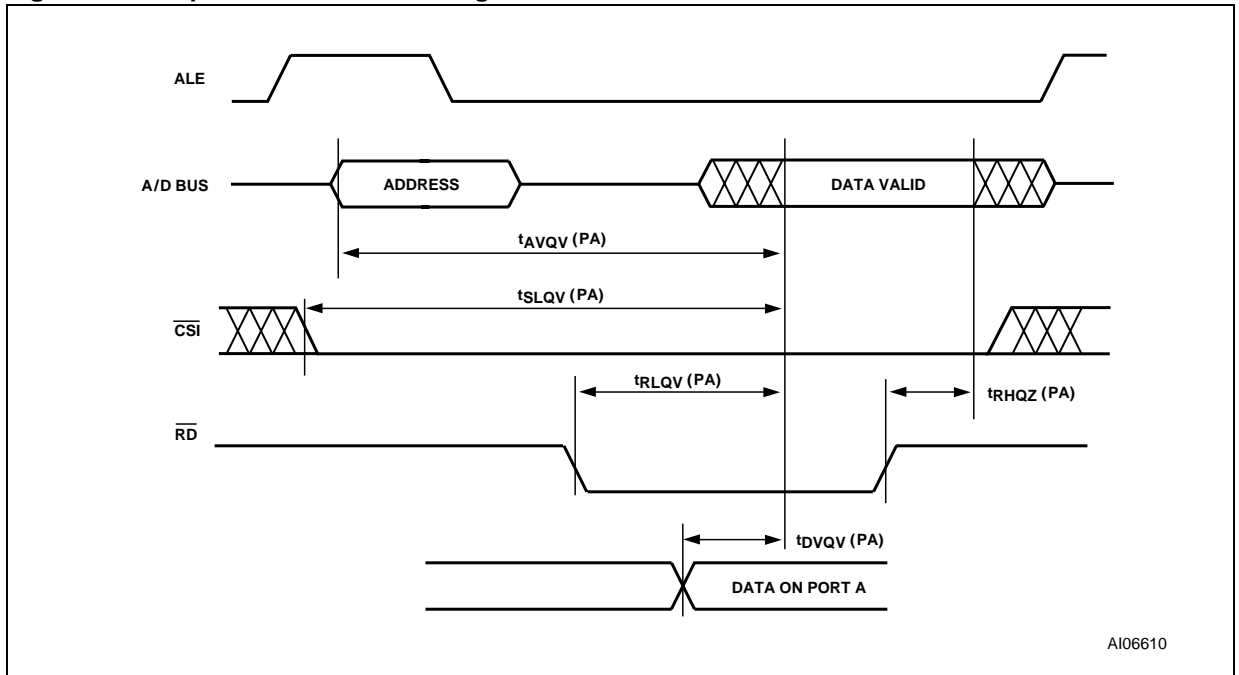 ALE
A/D BUS
ADDRESS
DATA VALID
tAVQV (PA)
tSLQV (PA)
CSI
tRLQV (PA)
tRHQZ (PA)
RD
tDVQV (PA)
DATA ON PORT A
AI06610